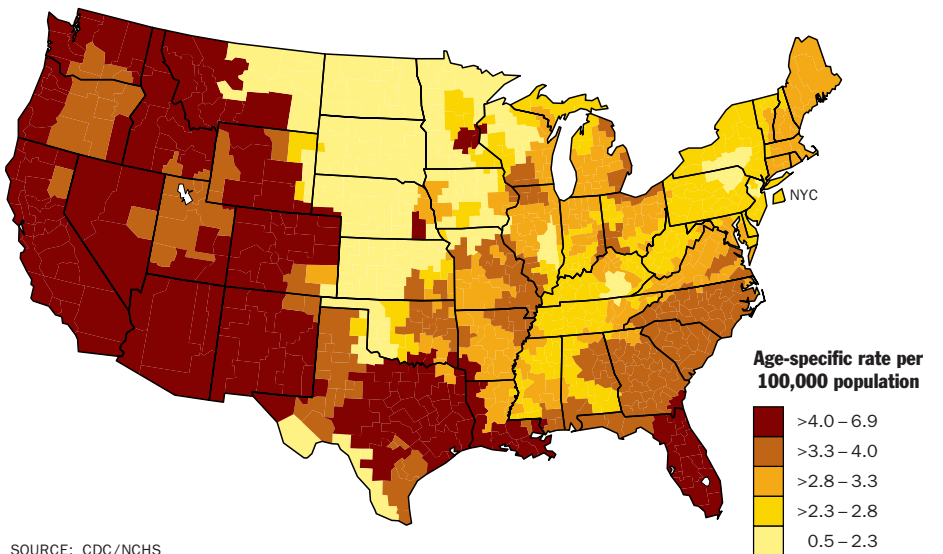 NYC
Age-specific rate per
100,000 population
>4.0 – 6.9
>3.3 – 4.0
>2.8 – 3.3
>2.3 – 2.8
0.5 – 2.3
SOURCE: CDC/NCHS